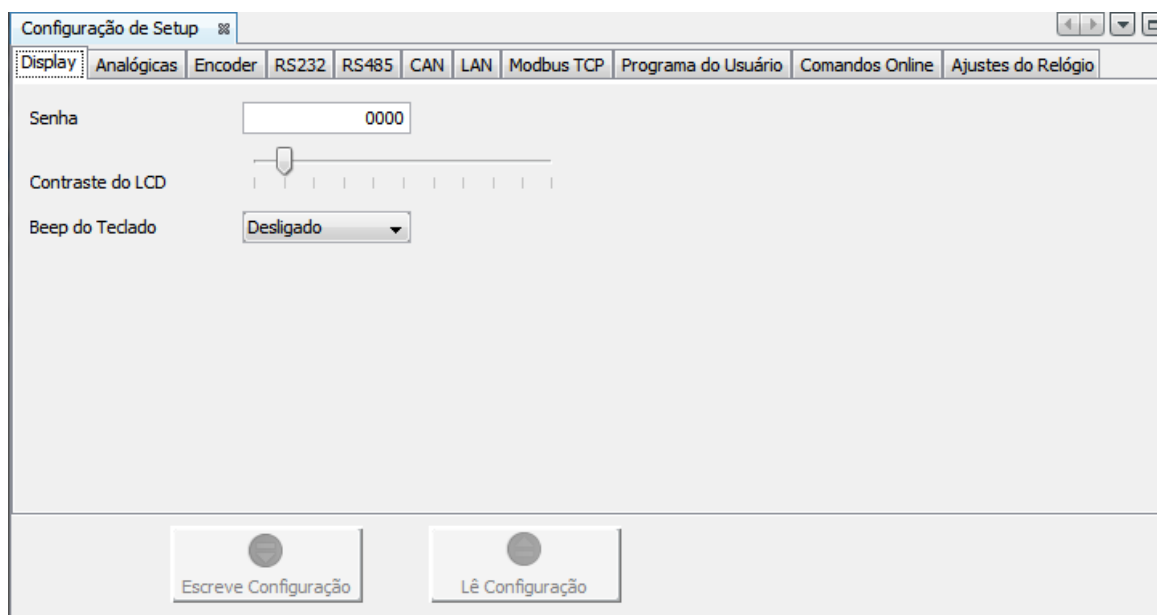 Configuração de Setup
Display Analógicas Encoder RS232 RS485 CAN LAN Modbus TCP Programa do Usuário Comandos Online Ajustes do Relógio
Senha 0000
Contraste do LCD
Beep do Teclado Desligado
Escreve Configuração Lê Configuração